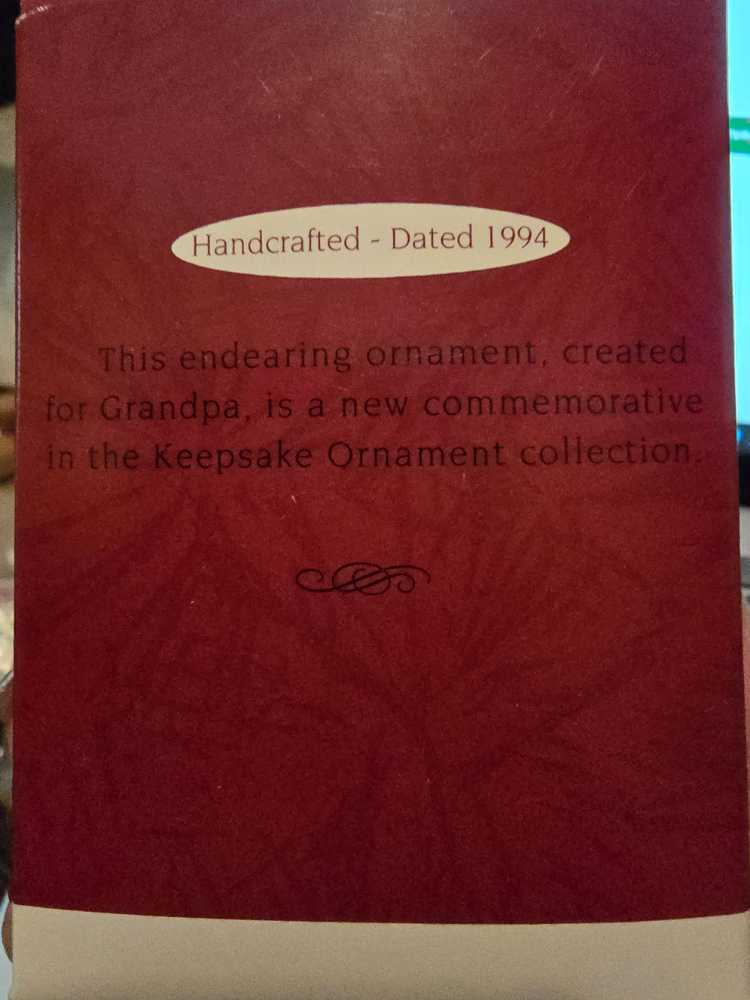 Handcrafted - Dated 1994
This endearing ornament, created
for Grandpa, is a new commemorative
in the Keepsake Ornament collection.